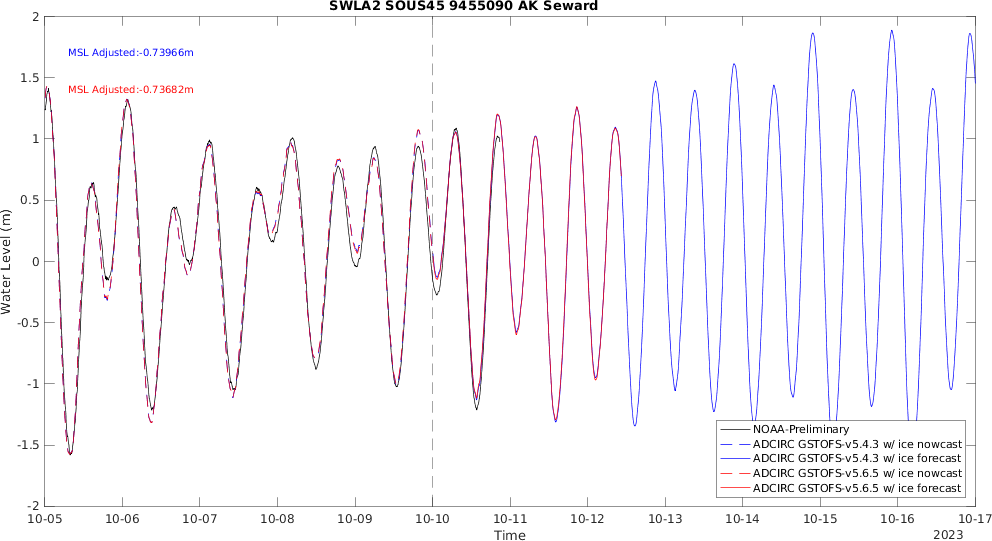 SWLA2 SOUS45 9455090 AK Seward
MSL Adjusted:-0.73966m
MSL Adjusted:-0.73682m
Water Level (m)
2
1.5
1
0.5
0
-0.5
-1
-1.5
-2
NOAA-Preliminary
ADCIRC GSTOFS-v5.4.3 w/ ice nowcast
ADCIRC GSTOFS-v5.4.3 w/ ice forecast
ADCIRC GSTOFS-v5.6.5 w/ ice nowcast
ADCIRC GSTOFS-v5.6.5 w/ ice forecast
10-05 10-06 10-07 10-08 10-09 10-10 10-11 10-12 10-13 10-14 10-15 10-16 10-17
Time
2023